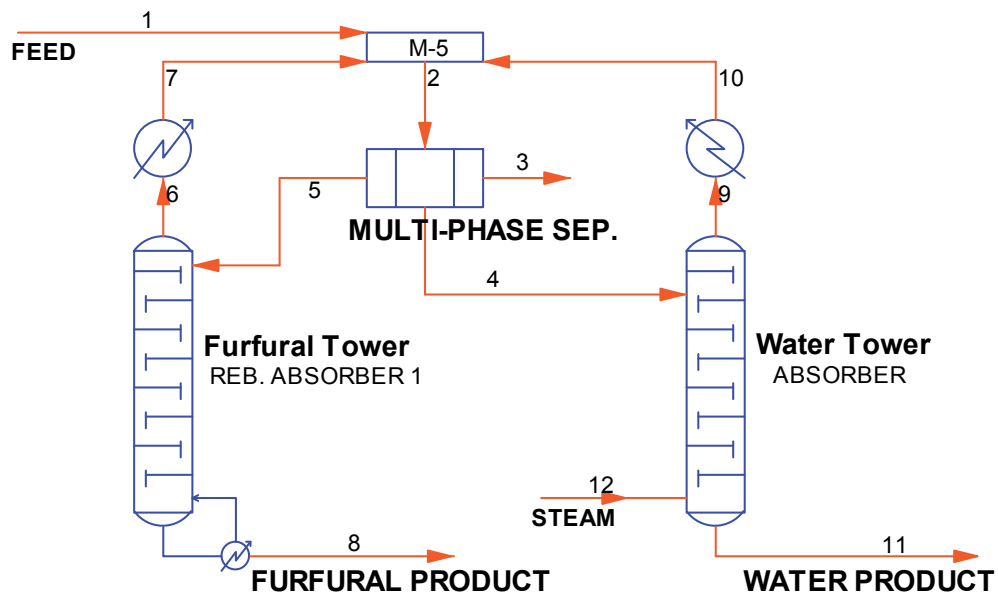 1
FEED
M-5
7
2
10
3
5
6
9
MULTI-PHASE SEP.
4
Furfural Tower
REB. ABSORBER 1
Water Tower
ABSORBER
12
STEAM
8
11
FURFURAL PRODUCT
WATER PRODUCT